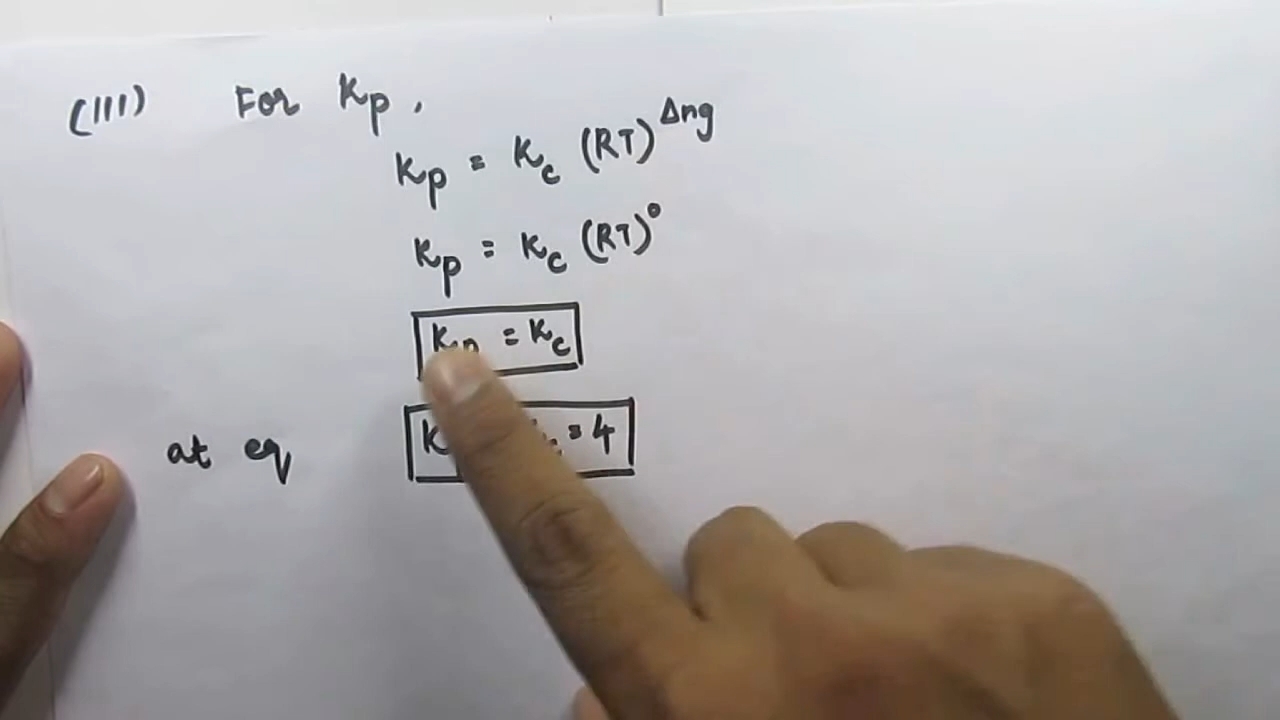 (III) For Kp.
Kp = Kc (RT)^Δng
Kp = Kc (RT)^0
Kp = Kc
at eq K = 4